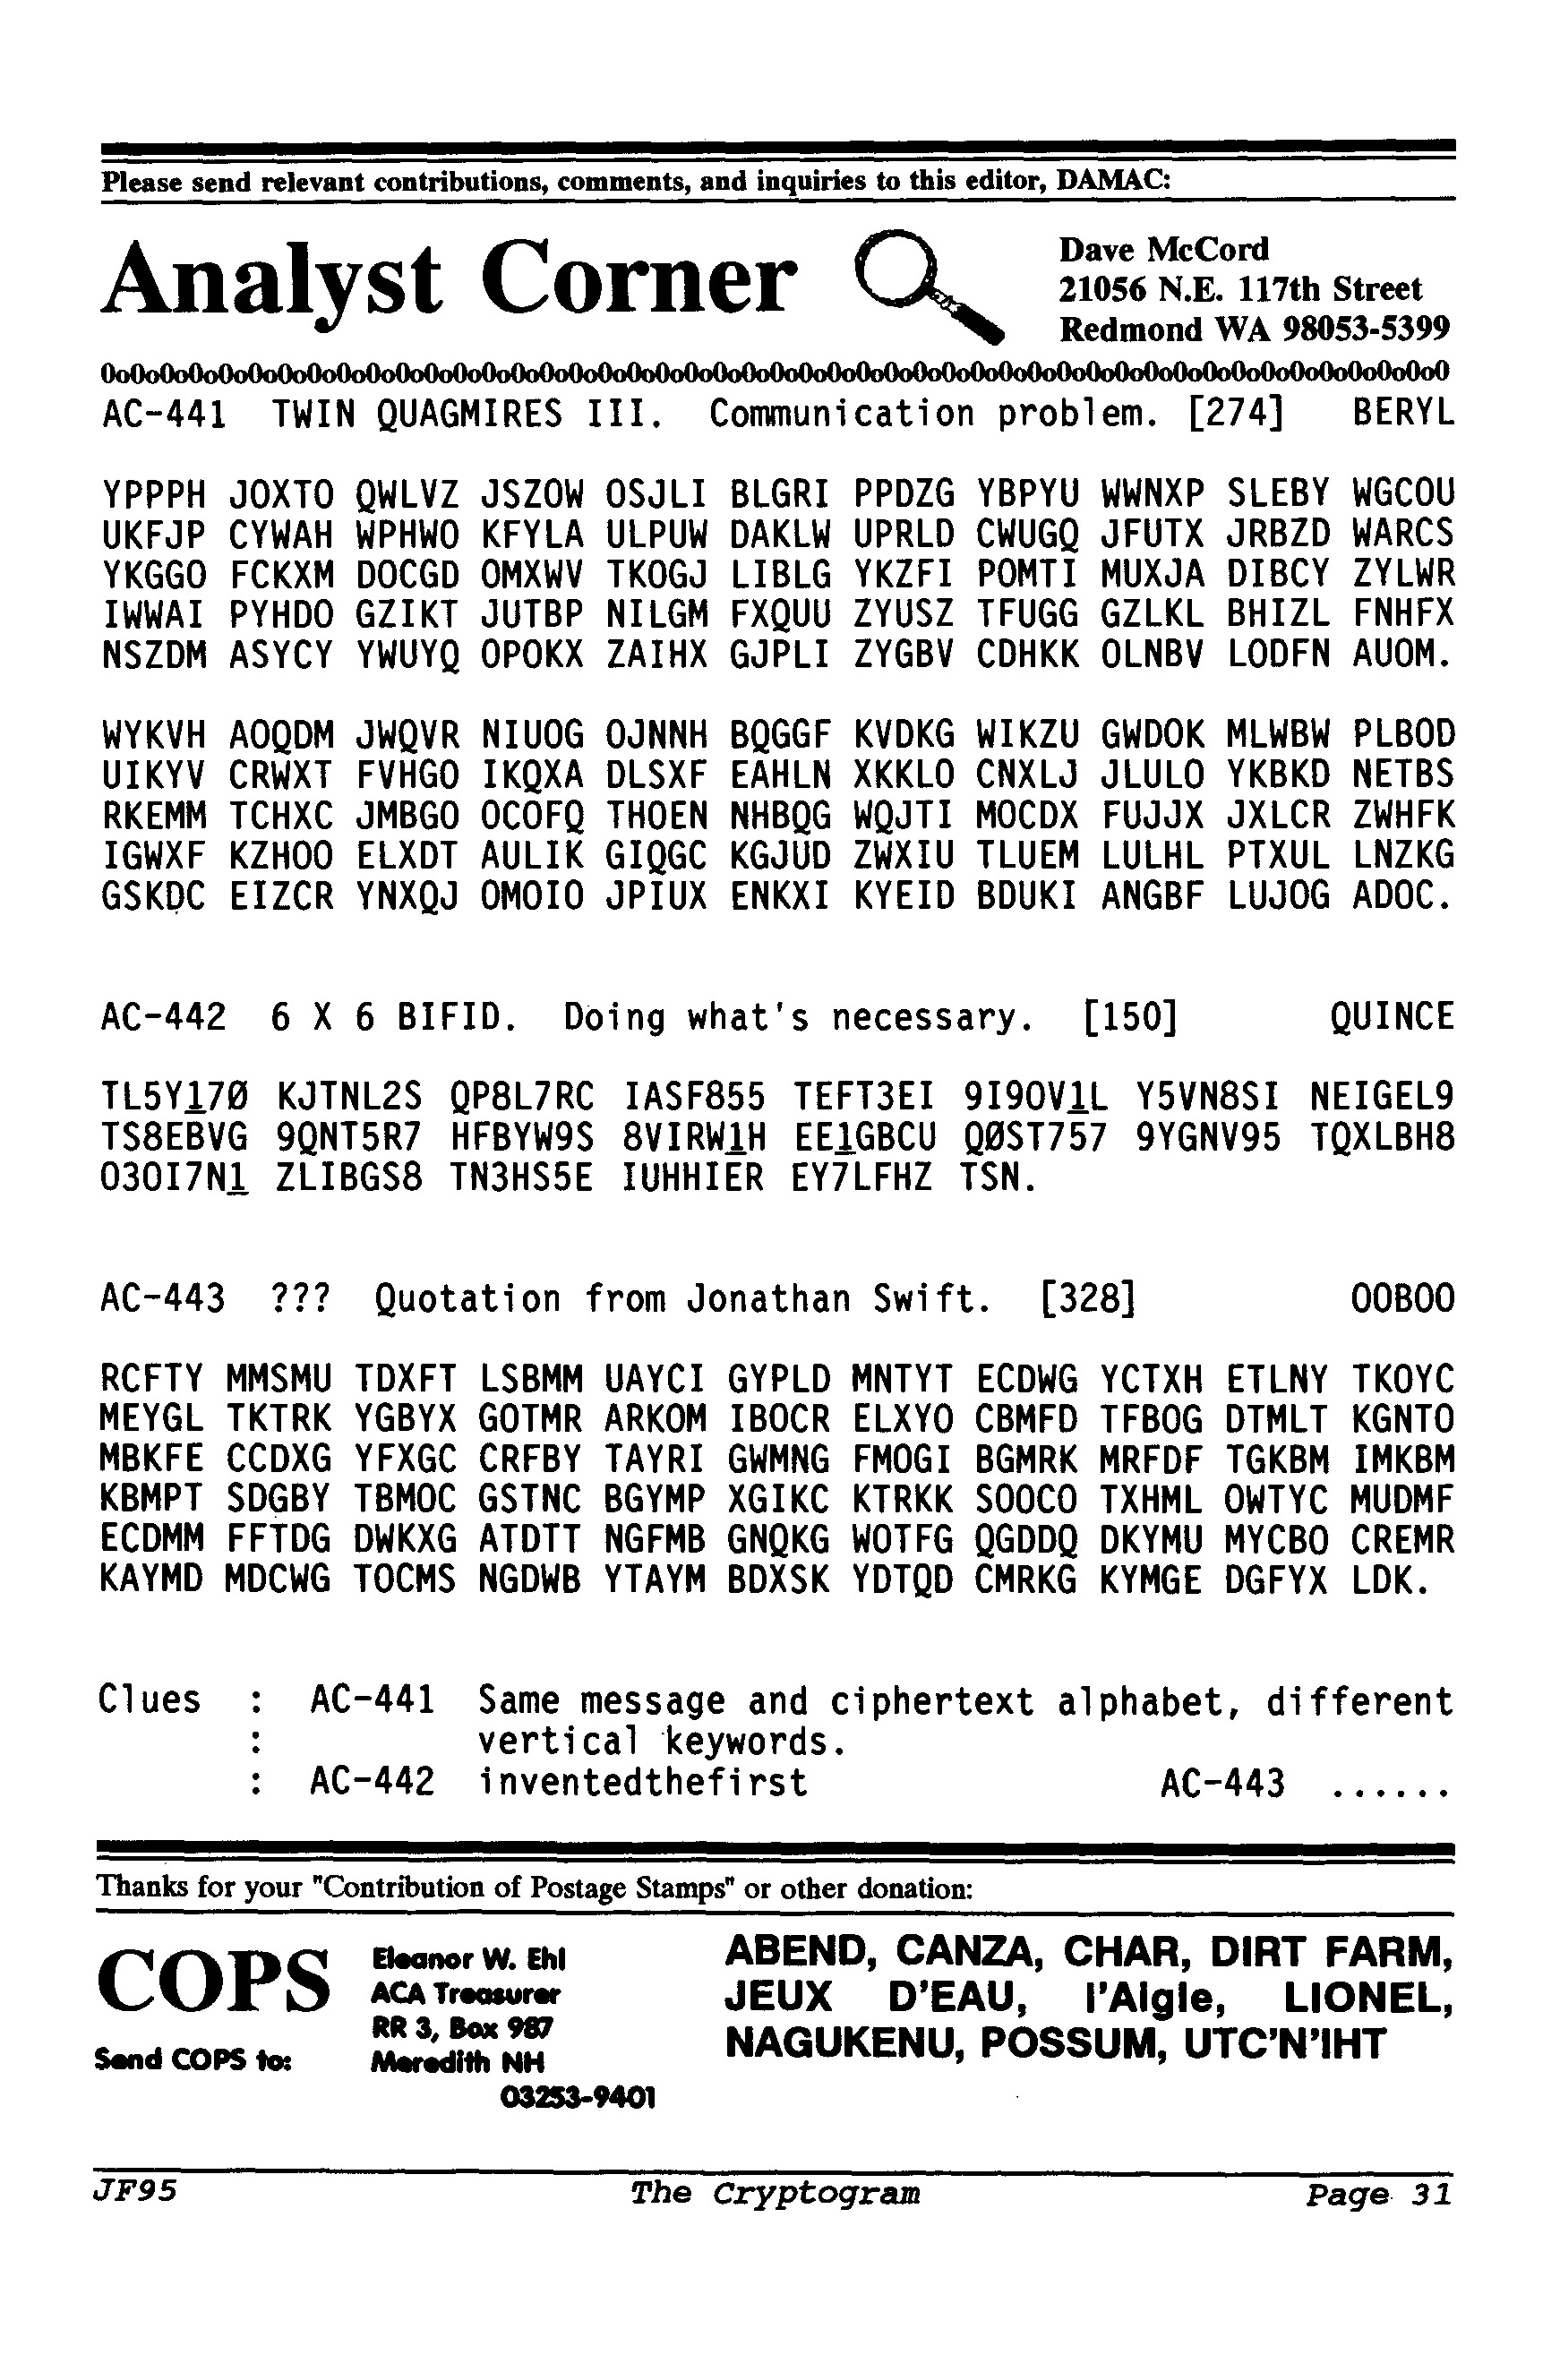 Please send relevant contributions, comments, and inquiries to this editor, DAMAC:
Analyst Corner
Dave McCord
21056 N.E. 117th Street
Redmond WA 98053-5399
0o0o0o0o0o0o0o0o0o0o0o0o0o0o0o0o0o0o0o0o0o0o0o0o0o0o0o0o0o0o0o0o0o0o0o0o0o0o0o0o0o0o0o0o0o0o0
AC-441 TWIN QUAGMIRES III. Communication problem. [274] BERYL
YPPPH JOXTO QWLVZ JSZOW OSJLI BLGRI PPDZG YBPYU WWNXP SLEBY WGCOU
UKFJP CYWAH WPHWO KFYLA ULPUW DAKLW UPRLD CWUGQ JFUTX JRBZD WARCS
YKGGO FCKXM DOCGD OMXWV TKOGJ LIBLG YKZFI POMTI MUXJA DIBCY ZYLWR
IWWAI PYHDO GZIKT JUTBP NILGM FXQUU ZYUSZ TFUGG GZLKL BHIZL FNHFX
NSZDM ASYCY YWUYQ OPOKX ZAIHX GJPLI ZYGBV CDHKK OLNBV LODFN AUOM.
WYKVH AOQDM JWQVR NIUOG OJNNH BQGGF KVDKG WIKZU GWDOK MLWBW PLBOD
UIKYV CRWXT FVHGO IKQXA DLSXF EAHLN XKKLO CNXLJ JLULO YKBKD NETBS
RKEMM TCHXC JMBGO OCOFQ THOEN NHBQG WQJTI MOCDX FUJJX JXLCR ZWHFK
IGWXF KZHOO ELXDT AULIK GIQGC KGJUD ZWXIU TLUEM LULHL PTXUL LNZKG
GSKDC EIZCR YNXQJ OMOIO JPIUX ENKXI KYEID BDUKI ANGBF LUJOG ADOC.
AC-442 6 X 6 BIFID. Doing what's necessary. [150] QUINCE
TL5Y170 KJTNL2S QP8L7RC IASF855 TEFT3EI 9I9OV1L Y5VN8SI NEIGEL9
TS8EBVG 9QNT5R7 HFBYW9S 8VIRW1H EE1GBCU QØST757 9YGNV95 TQXLBH8
O3OI7N1 ZLIBGS8 TN3HS5E IUHHIER EY7LFHZ TSN.
AC-443 ??? Quotation from Jonathan Swift. [328] OOBOO
RCFTY MMSMU TDXFT LSBMM UAYCI GYPLD MNTYT ECDWG YCTXH ETLNY TKOYC
MEYGL TKTRK YGBYX GOTMR ARKOM IBOCR ELXYO CBMFD TFBOG DTMLT KGNTO
MBKFE CCDXG YFXGC CRFBY TAYRI GWMNG FMOGI BGMRK MRFDF TGKBM IMKBM
KBMPT SDGBY TBMOC GSTNC BGYMP XGIKC KTRKK SOOCO TXHML OWTYC MUDMF
ECDMM FFTDG DWKXG ATDTT NGFMB GNQKG WOTFG QGDDQ DKYMU MYCBO CREMR
KAYMD MDCWG TOCMS NGDWB YTAYM BDXSK YDTQD CMRKG KYMGE DGFYX LDK.
Clues : AC-441 Same message and ciphertext alphabet, different
: vertical keywords.
: AC-442 inventedthefirst AC-443 ......
Thanks for your "Contribution of Postage Stamps" or other donation:
COPS
Send COPS to:
Eleanor W. Ehl
ACA Treasurer
RR 3, Box 987
Meredith NH
03253-9401
ABEND, CANZA, CHAR, DIRT FARM,
JEUX D'EAU, l'Aigle, LIONEL,
NAGUKENU, POSSUM, UTC'N'IHT
JF95 The Cryptogram Page 31